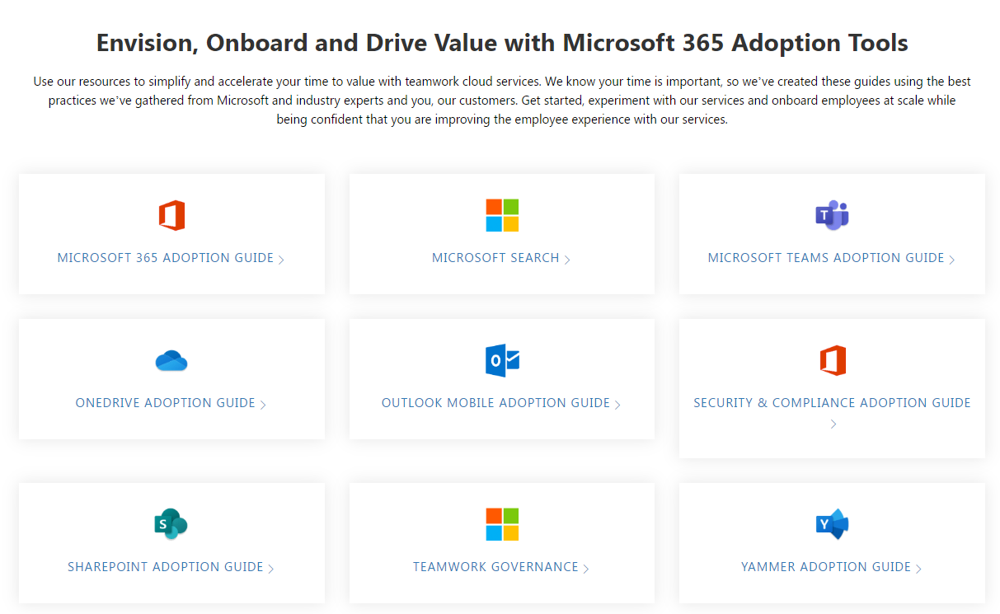 Envision, Onboard and Drive Value with Microsoft 365 Adoption Tools
Use our resources to simplify and accelerate your time to value with teamwork cloud services. We know your time is important, so we've created these guides using the best
practices we've gathered from Microsoft and industry experts and you, our customers. Get started, experiment with our services and onboard employees at scale while
being confident that you are improving the employee experience with our services.
MICROSOFT 365 ADOPTION GUIDE
MICROSOFT SEARCH
T
MICROSOFT TEAMS ADOPTION GUIDE
ONEDRIVE ADOPTION GUIDE
O
OUTLOOK MOBILE ADOPTION GUIDE
SECURITY & COMPLIANCE ADOPTION GUIDE
S
SHAREPOINT ADOPTION GUIDE
TEAMWORK GOVERNANCE
Y
YAMMER ADOPTION GUIDE